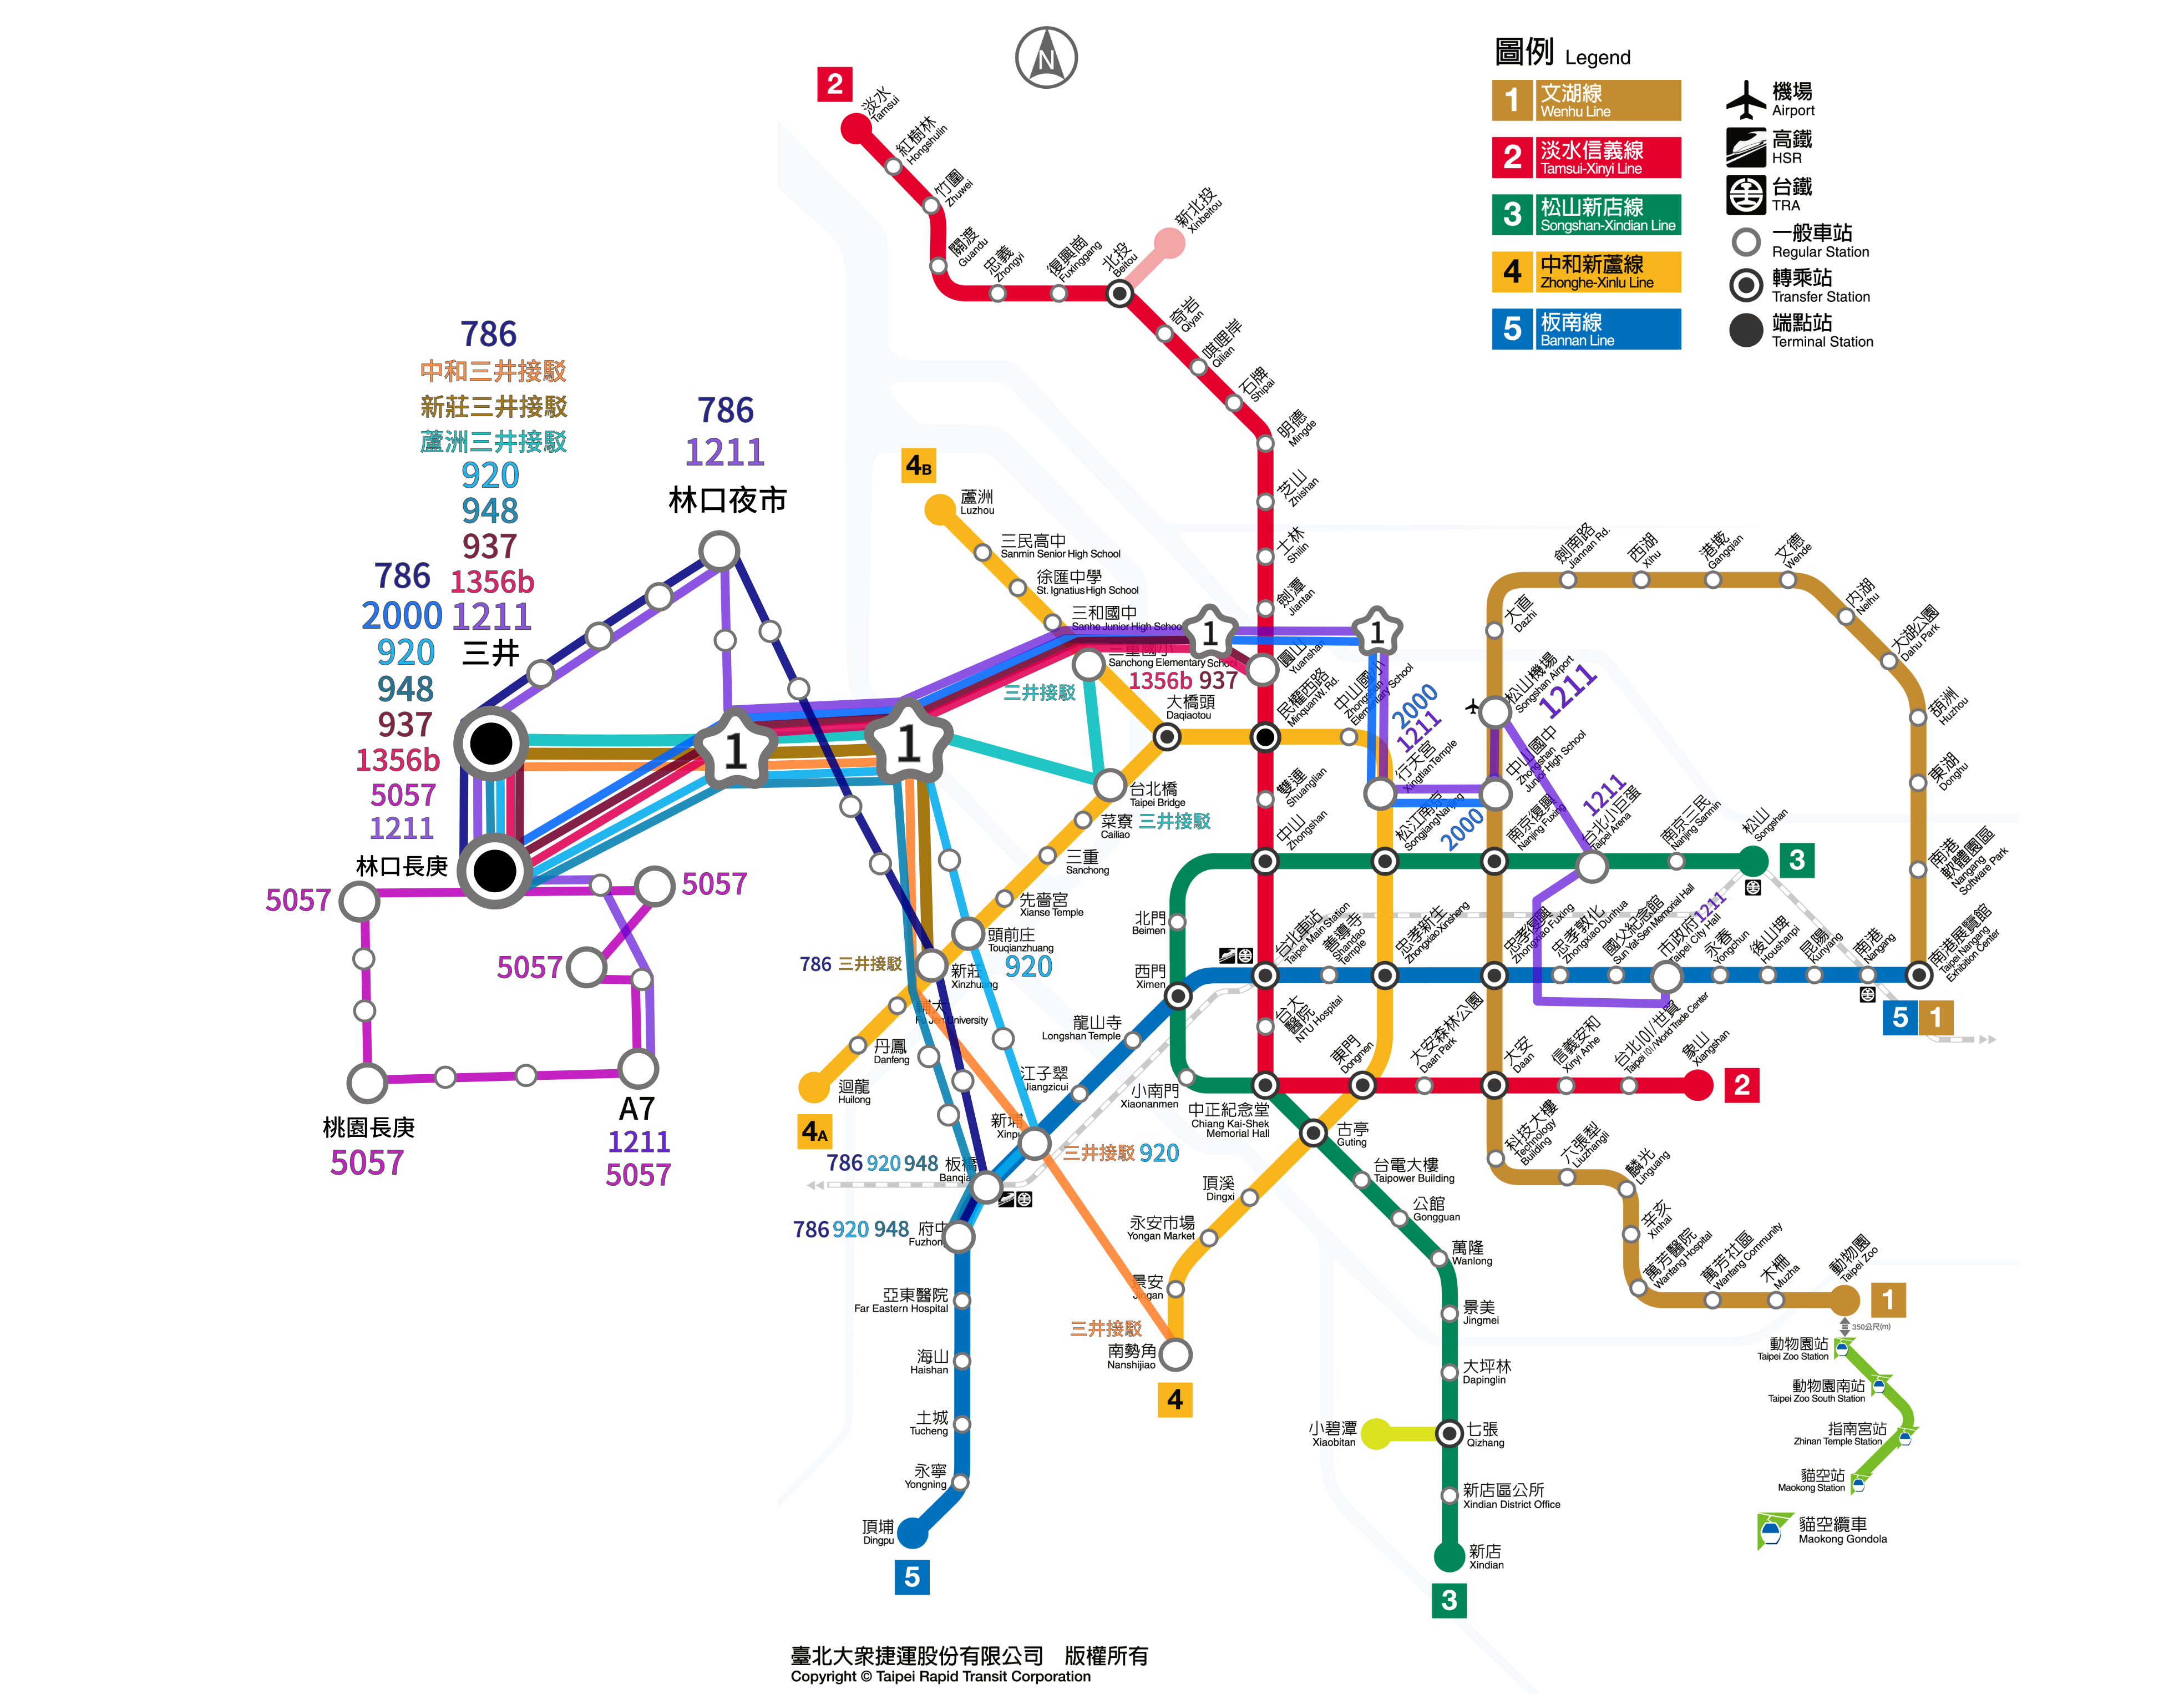 N
圖例 Legend
1 文湖線
Wenhu Line
2 淡水信義線
Tamsui-Xinyi Line
3 松山新店線
Songshan-Xindian Line
4 中和新蘆線
Zhonghe-Xinlu Line
5 板南線
Bannan Line
機場
Airport
高鐵
HSR
台鐵
TRA
一般車站
Regular Station
轉乘站
Transfer Station
端點站
Terminal Station
2
淡水
Tamsui
紅樹林
Hongshulin
竹圍
Zhuwei
關渡
Guandu
忠義
Zhongyi
復興崗
Fuxinggang
北投
Beitou
新北投
Xinbeitou
奇岩
Qiyan
唭哩岸
Qilian
石牌
Shipai
明德
Mingde
芝山
Zhishan
士林
Shilin
劍潭
Jiantan
圓山
Yuanshan
民權西路
Minquan W. Rd.
雙連
Shuanglian
中山
Zhongshan
786
中和三井接駁
新莊三井接駁
蘆洲三井接駁
920
948
937
1356b
1211
三井
786
2000
920
948
937
1356b
5057
1211
林口長庚
786
1211
林口夜市
1
1
1
1
5057
5057
5057
桃園長庚
5057
A7
1211
5057
4B
蘆洲
Luzhou
三民高中
Sanmin Senior High School
徐匯中學
St. Ignatius High School
三和國中
Sanhe Junior High School
三重國小
Sanchong Elementary School
三井接駁
1356b 937
大橋頭
Daqiaotou
台北橋
Taipei Bridge
菜寮 三井接駁
Cailiao
三重
Sanchong
先嗇宮
Xianse Temple
頭前庄
Touqianzhuang
920
786 三井接駁
新莊
Xinzhuang
輔大
Fu Jen University
丹鳳
Danfeng
迴龍
Huilong
4A
中山國小
Zhongshan
Elementary School
2000
1211
行天宮
Xingtian Temple
松江南京
Songjiang Nanjing
2000
大直
Dazhi
劍南路
Jiannan Rd.
西湖
Xihu
港墘
Gangqian
文德
Wende
內湖
Neihu
大湖公園
Dahu Park
葫洲
Huzhou
東湖
Donghu
南港
軟體園區
Nangang
Software Park
南港展覽館
Taipei Nangang
Exhibition Center
松山機場
Songshan Airport
1211
中山國中
Zhongshan
Junior High School
南京復興
Nanjing Fuxing
1211
台北小巨蛋
Taipei Arena
南京三民
Nanjing Sanmin
松山
Songshan
3
北門
Beimen
西門
Ximen
台北車站
Taipei Main Station
善導寺
Shandao
Temple
忠孝新生
Zhongxiao Xinsheng
忠孝復興
Zhongxiao Fuxing
忠孝敦化
Zhongxiao Dunhua
國父紀念館
Sun Yat-Sen Memorial Hall
1211
市政府
Taipei City Hall
永春
Yongchun
後山埤
Houshanpi
昆陽
Kunyang
南港
Nangang
5 1
龍山寺
Longshan Temple
江子翠
Jiangzicui
新埔
Xinpu
三井接駁 920
786 920 948 板橋
Banqiao
786 920 948 府中
Fuzhong
亞東醫院
Far Eastern Hospital
海山
Haishan
土城
Tucheng
永寧
Yongning
頂埔
Dingpu
5
台大
醫院
NTU Hospital
小南門
Xiaonanmen
中正紀念堂
Chiang Kai-Shek
Memorial Hall
東門
Dongmen
大安森林公園
Daan Park
大安
Daan
信義安和
Xinyi Anhe
台北101/世貿
Taipei 101/World Trade Center
象山
Xiangshan
2
古亭
Guting
頂溪
Dingxi
永安市場
Yongan Market
景安
Jingan
三井接駁
南勢角
Nanshijiao
4
台電大樓
Taipower Building
公館
Gongguan
萬隆
Wanlong
景美
Jingmei
大坪林
Dapinglin
小碧潭
Xiaobitan
七張
Qizhang
新店區公所
Xindian District Office
新店
Xindian
3
科技大樓
Technology
Building
六張犁
Liuzhangli
麟光
Linguang
辛亥
Xinhai
萬芳醫院
Wanfang Hospital
萬芳社區
Wanfang Community
木柵
Muzha
動物園
Taipei Zoo
1
350公尺(m)
動物園站
Taipei Zoo Station
動物園南站
Taipei Zoo South Station
指南宮站
Zhinan Temple Station
貓空站
Maokong Station
貓空纜車
Maokong Gondola
臺北大眾捷運股份有限公司 版權所有
Copyright © Taipei Rapid Transit Corporation